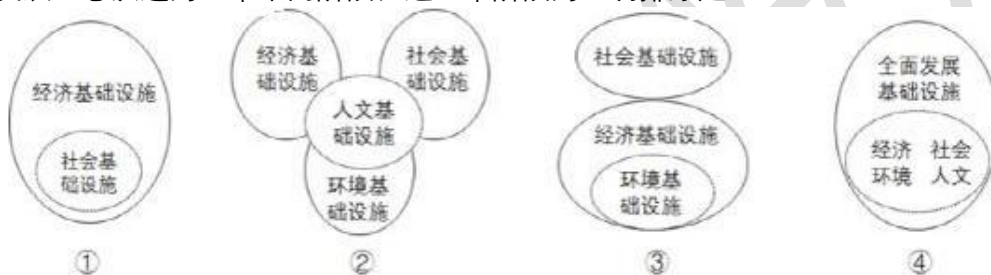 经济基础设施
社会基
础设施
①
经济基
础设施
社会基
础设施
人文基
础设施
环境基
础设施
②
社会基础设施
经济基础设施
环境基
础设施
③
全面发展
基础设施
经济 社会
环境 人文
④